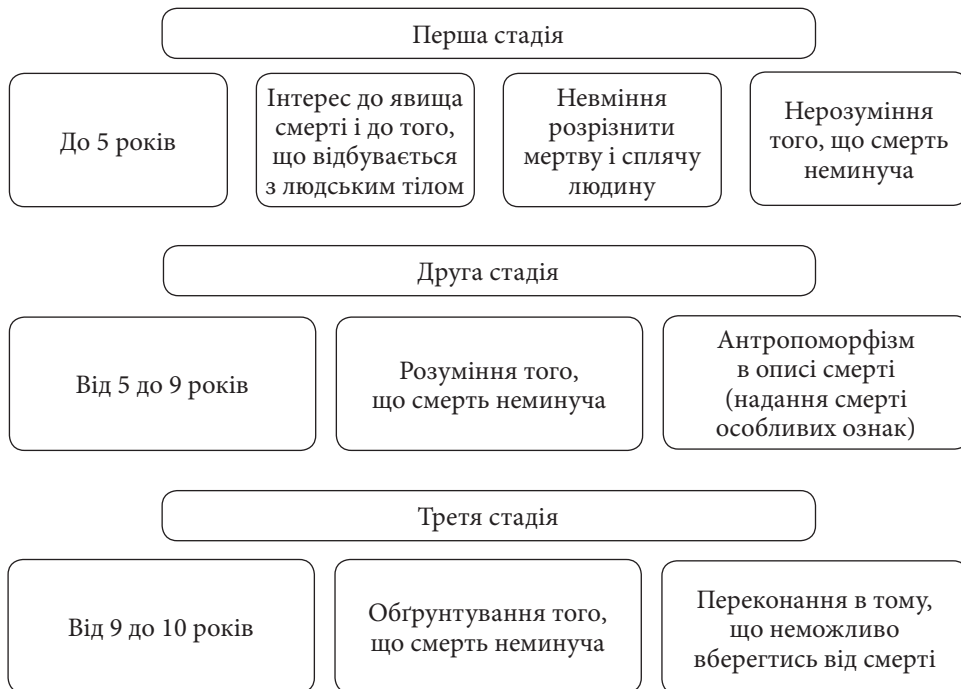 Перша стадія
До 5 років
Інтерес до явища
смерті і до того,
що відбувається
з людським тілом
Невміння
розрізнити
мертву і сплячу
людину
Нерозуміння
того, що смерть
неминуча
Друга стадія
Від 5 до 9 років
Розуміння того,
що смерть неминуча
Антропоморфізм
в описі смерті
(надання смерті
особливих ознак)
Третя стадія
Від 9 до 10 років
Обґрунтування того,
що смерть неминуча
Переконання в тому,
що неможливо
вберегтись від смерті